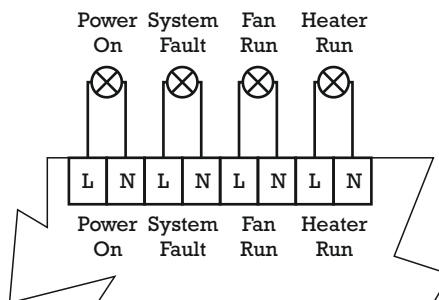 Power On
System Fault
Fan Run
Heater Run
L N L N L N L N
Power On
System Fault
Fan Run
Heater Run